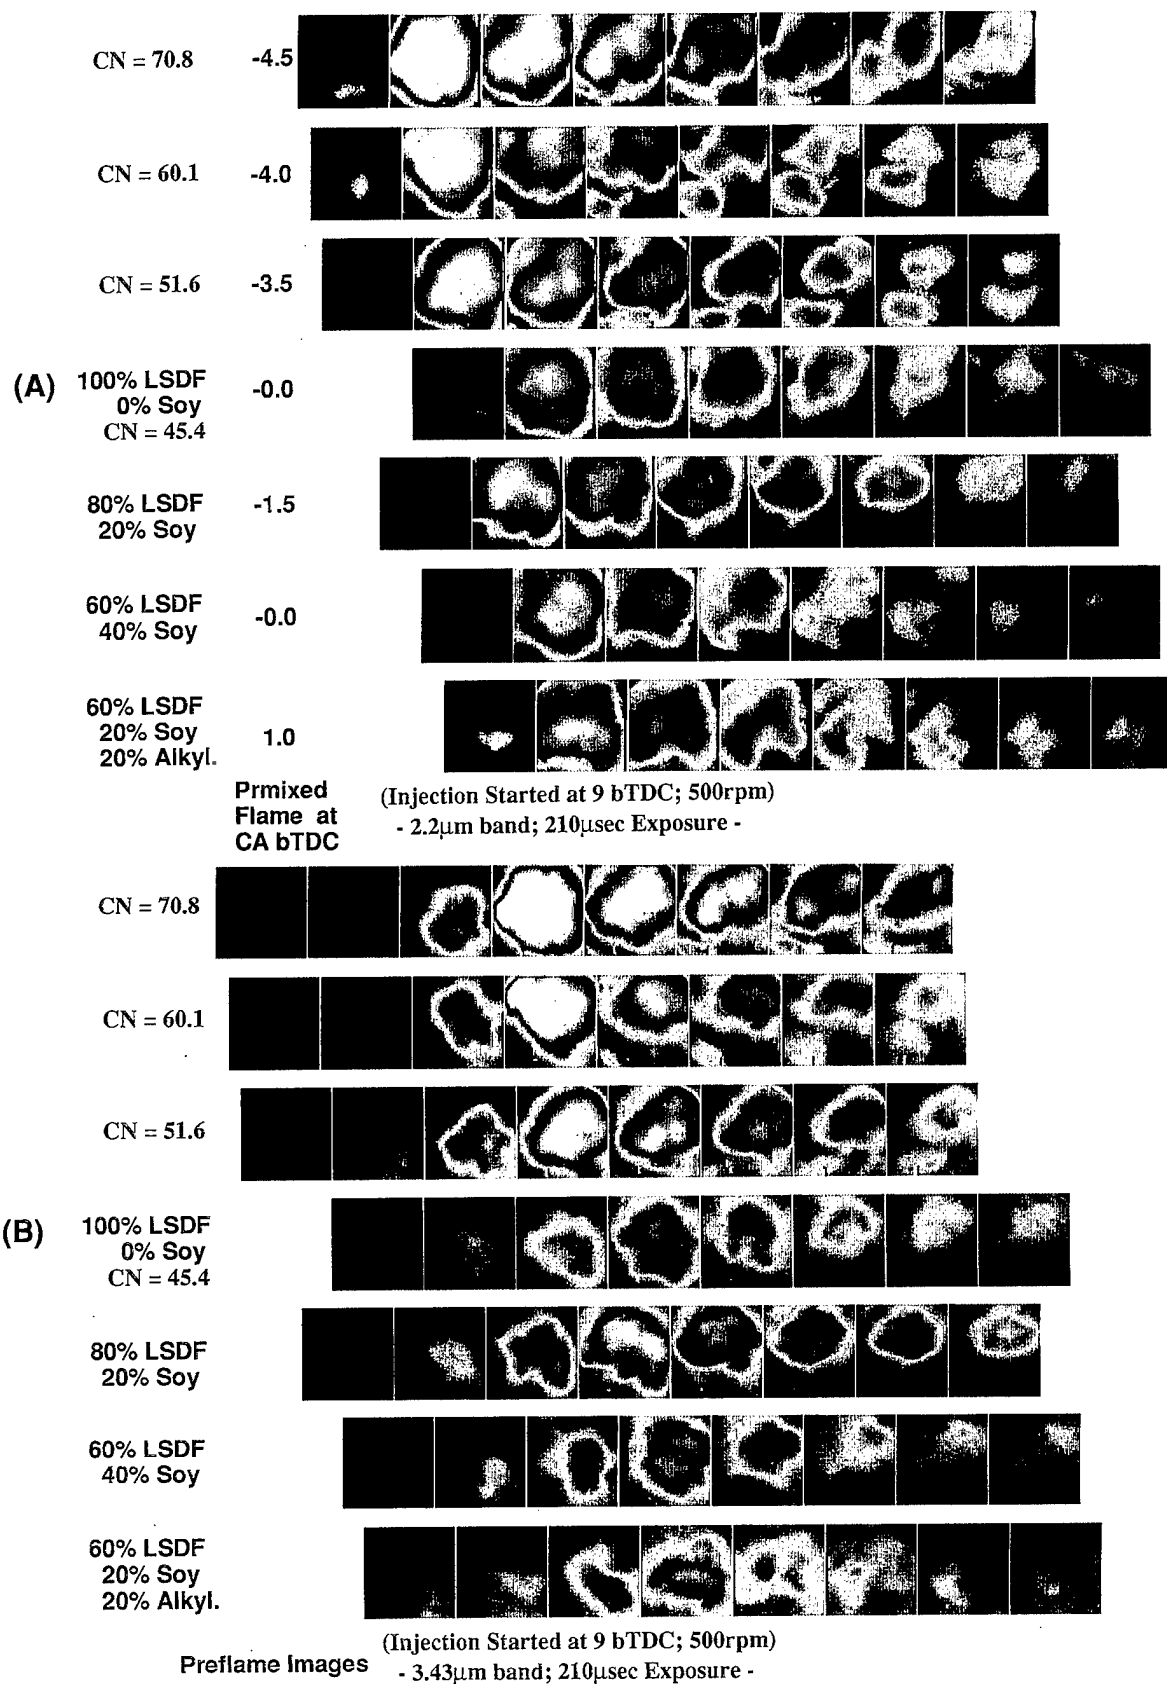 CN = 70.8 -4.5
CN = 60.1 -4.0
CN = 51.6 -3.5
(A) 100% LSDF -0.0
0% Soy
CN = 45.4
80% LSDF -1.5
20% Soy
60% LSDF -0.0
40% Soy
60% LSDF
20% Soy 1.0
20% Alkyl.
Prmixed (Injection Started at 9 bTDC; 500rpm)
Flame at - 2.2μm band; 210μsec Exposure -
CA bTDC
CN = 70.8
CN = 60.1
CN = 51.6
(B) 100% LSDF
0% Soy
CN = 45.4
80% LSDF
20% Soy
60% LSDF
40% Soy
60% LSDF
20% Soy
20% Alkyl.
(Injection Started at 9 bTDC; 500rpm)
Preflame Images - 3.43μm band; 210μsec Exposure -